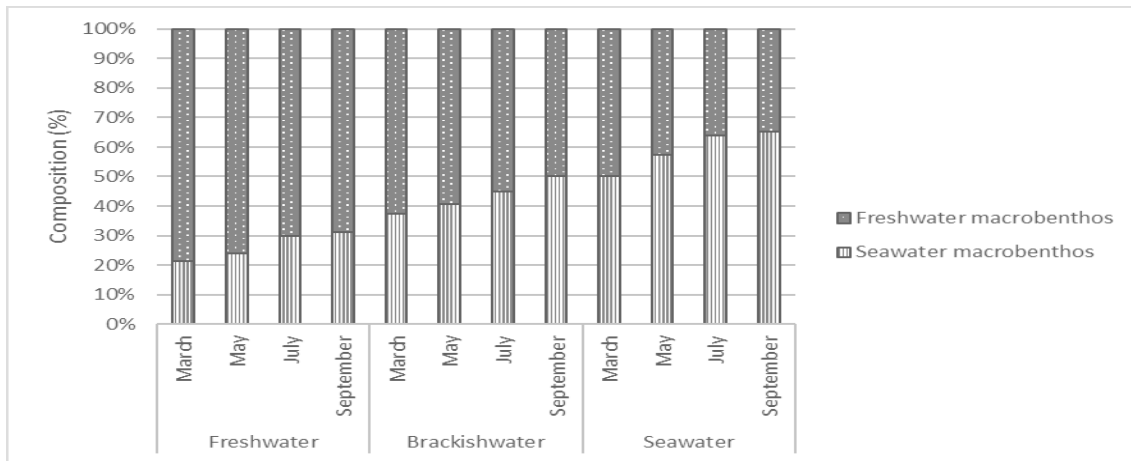 100%
90%
80%
70%
60%
50%
40%
30%
20%
10%
0%
Composition (%)
March
May
July
September
March
May
July
September
March
May
July
September
Freshwater
Brackishwater
Seawater
Freshwater macrobenthos
Seawater macrobenthos